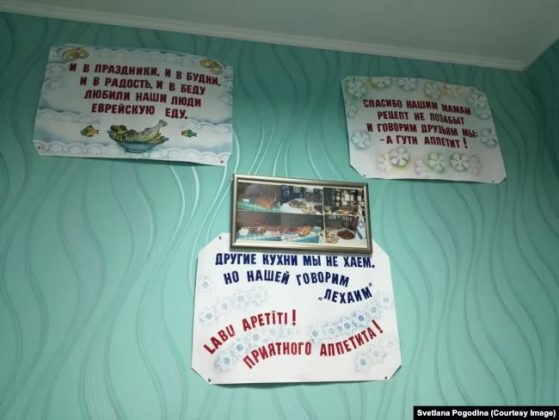 И В ПРАЗДНИКИ, И В БУДНИ,
И В РАДОСТЬ, И В БЕДУ
ЛЮБИЛИ НАШИ ЛЮДИ
ЕВРЕЙСКУЮ ЕДУ.
СПАСИБО НАШИМ МАМАМ
РЕЦЕПТ НЕ ПОЗАБЫТ
И ГОВОРИМ ДРУЗЬЯМ МЫ:
-А ГУТН АППЕТИТ!
ДРУГИЕ КУХНИ МЫ НЕ ХАЕМ,
НО НАШЕЙ ГОВОРИМ
„ЛЕХАИМ"
LABU APETĪTI!
ПРИЯТНОГО АППЕТИТА!
Svetlana Pogodina (Courtesy Image)